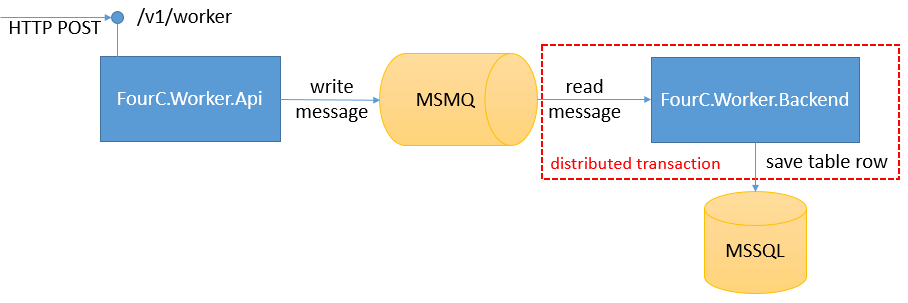 /v1/worker
HTTP POST
FourC.Worker.Api
write
message
MSMQ
read
message
FourC.Worker.Backend
distributed transaction
save table row
MSSQL